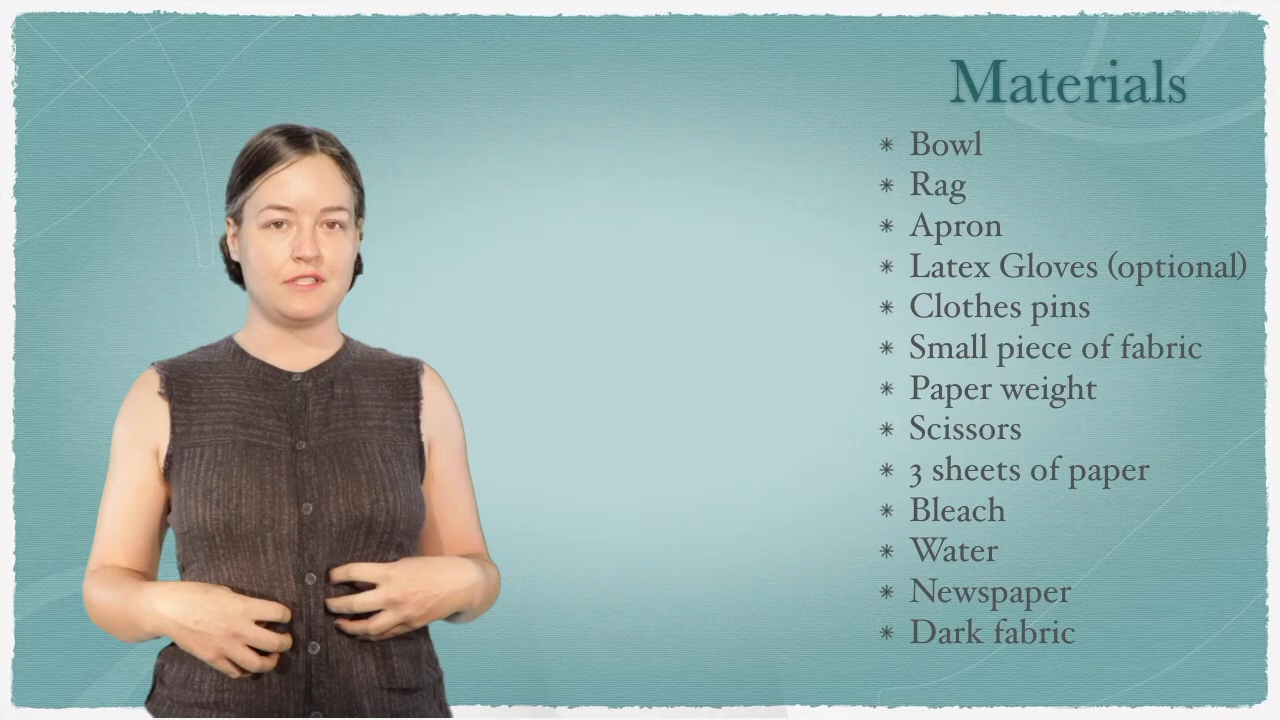 Materials
* Bowl
* Rag
* Apron
* Latex Gloves (optional)
* Clothes pins
* Small piece of fabric
* Paper weight
* Scissors
* 3 sheets of paper
* Bleach
* Water
* Newspaper
* Dark fabric